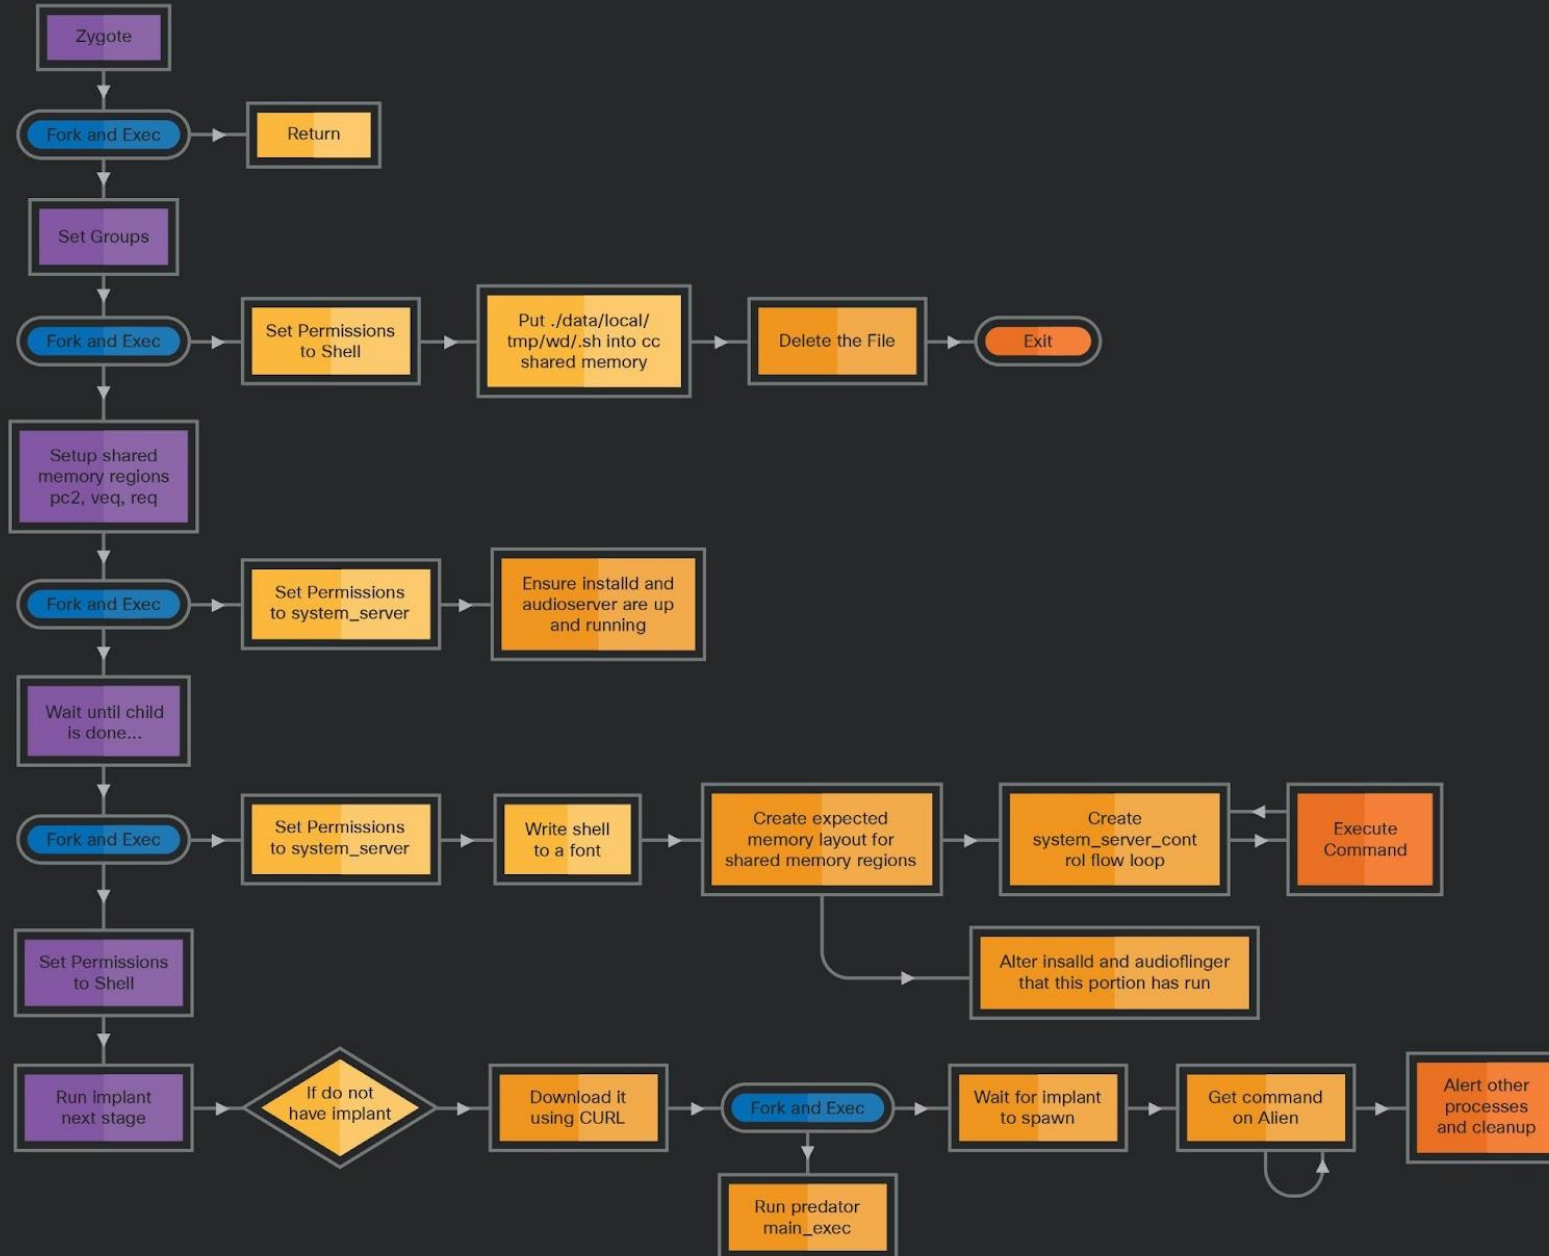 Zygote
Fork and Exec
Return
Set Groups
Fork and Exec
Set Permissions
to Shell
Put ./data/local/
tmp/wd/.sh into cc
shared memory
Delete the File
Exit
Setup shared
memory regions
pc2, veq, req
Fork and Exec
Set Permissions
to system_server
Ensure installd and
audioserver are up
and running
Wait until child
is done...
Fork and Exec
Set Permissions
to system_server
Write shell
to a font
Create expected
memory layout for
shared memory regions
Create
system_server_cont
rol flow loop
Execute
Command
Alter insalld and audioflinger
that this portion has run
Set Permissions
to Shell
Run implant
next stage
If do not
have implant
Download it
using CURL
Fork and Exec
Wait for implant
to spawn
Get command
on Alien
Alert other
processes
and cleanup
Run predator
main_exec